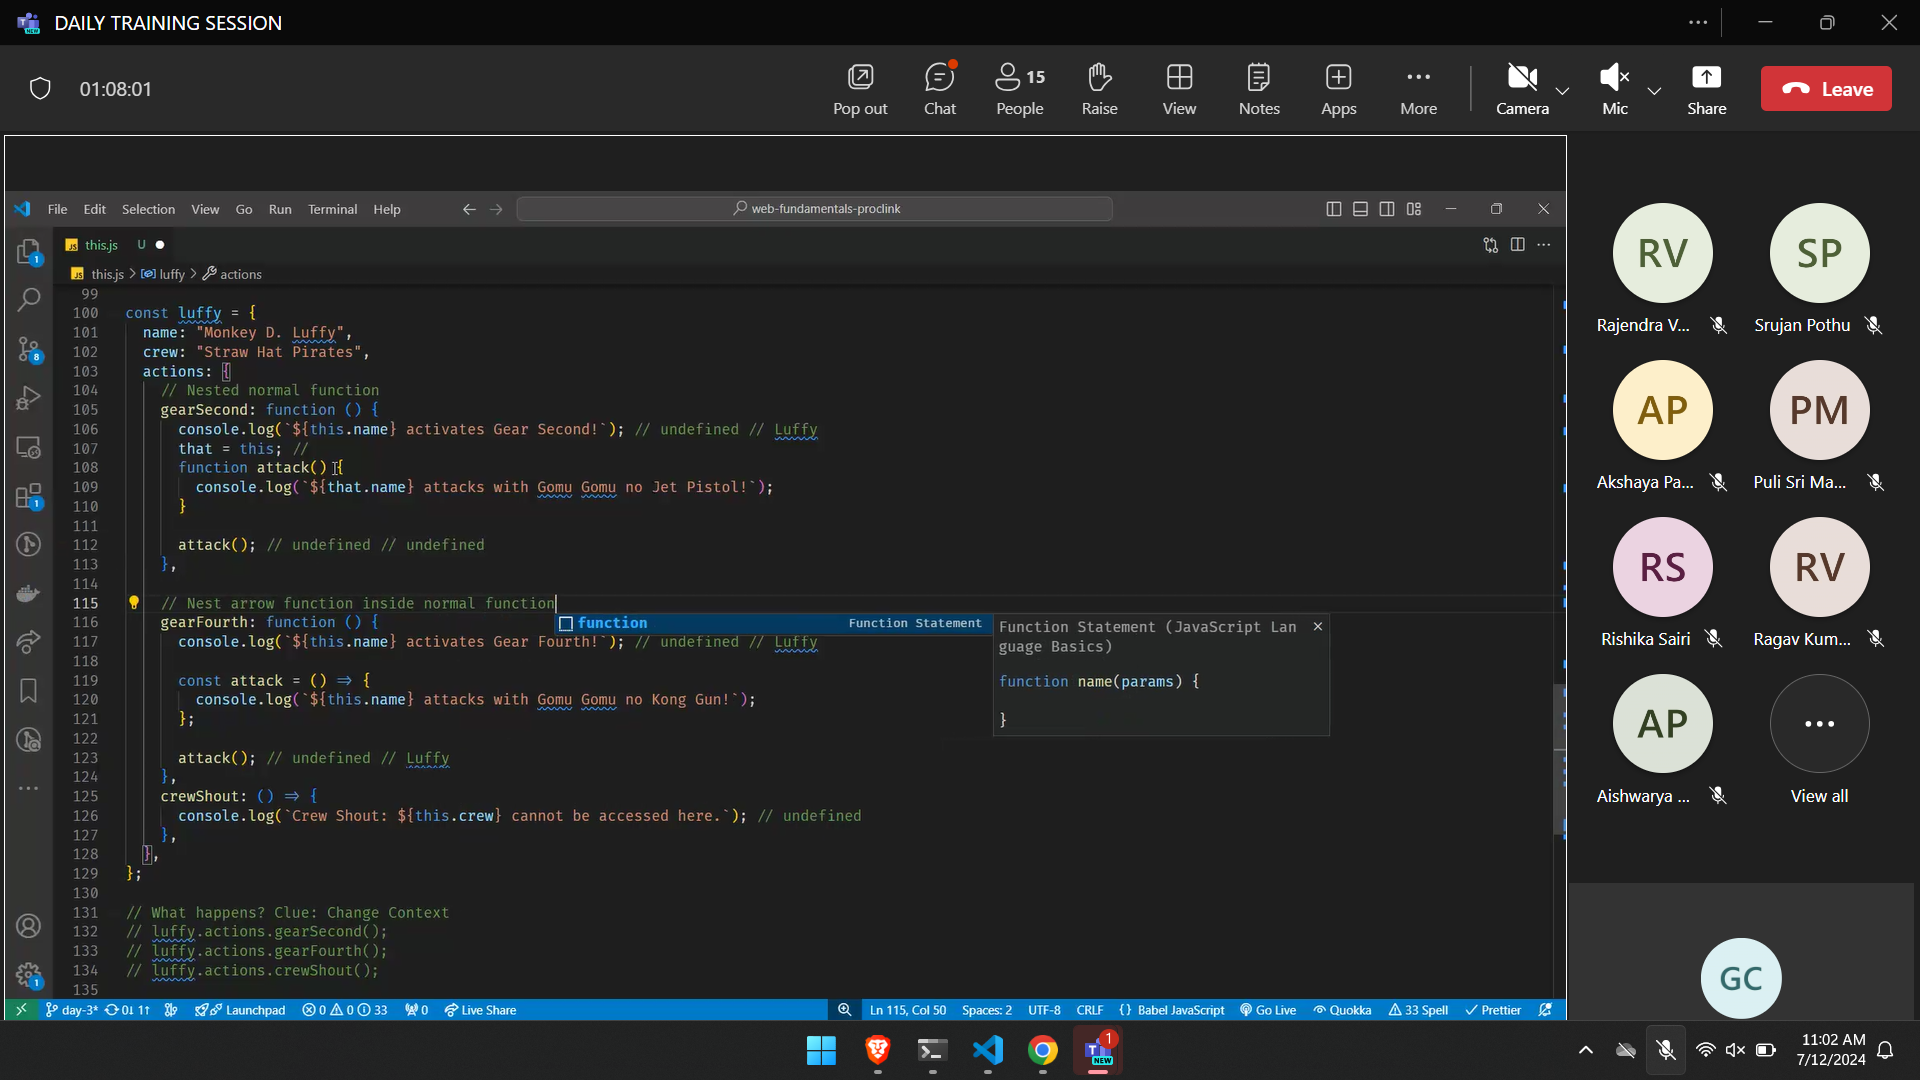 DAILY TRAINING SESSION
01:08:01
Pop out
Chat
People 15
Raise
View
Notes
Apps
More
Camera
Mic
Share
Leave
File Edit Selection View Go Run Terminal Help
web-fundamentals-proclink
JS this.js U
JS this.js > luffy > actions
99
100 const luffy = {
101 name: "Monkey D. Luffy",
102 crew: "Straw Hat Pirates",
103 actions: {
104 // Nested normal function
105 gearSecond: function () {
106 console.log(`${this.name} activates Gear Second!`); // undefined // Luffy
107 that = this; //
108 function attack() {
109 console.log(`${that.name} attacks with Gomu Gomu no Jet Pistol!`);
110 }
111
112 attack(); // undefined // undefined
113 },
114
115 // Nest arrow function inside normal function
116 gearFourth: function () {
117 console.log(`${this.name} activates Gear Fourth!`); // undefined // Luffy
118
119 const attack = () => {
120 console.log(`${this.name} attacks with Gomu Gomu no Kong Gun!`);
121 };
122
123 attack(); // undefined // Luffy
124 },
125 crewShout: () => {
126 console.log(`Crew Shout: ${this.crew} cannot be accessed here.`); // undefined
127 },
128 },
129 };
130
131 // What happens? Clue: Change Context
132 // luffy.actions.gearSecond();
133 // luffy.actions.gearFourth();
134 // luffy.actions.crewShout();
135
function Function Statement
Function Statement (JavaScript Lan
guage Basics)
function name(params) {
}
1
8
1
1
day-3* 0↓ 1↑ Launchpad 0 0 33 0 Live Share
Ln 115, Col 50 Spaces: 2 UTF-8 CRLF {} Babel JavaScript Go Live Quokka 33 Spell Prettier
RV
Rajendra V...
SP
Srujan Pothu
AP
Akshaya Pa...
PM
Puli Sri Ma...
RS
Rishika Sairi
RV
Ragav Kum...
AP
Aishwarya ...
View all
GC
1
NEW
11:02 AM
7/12/2024